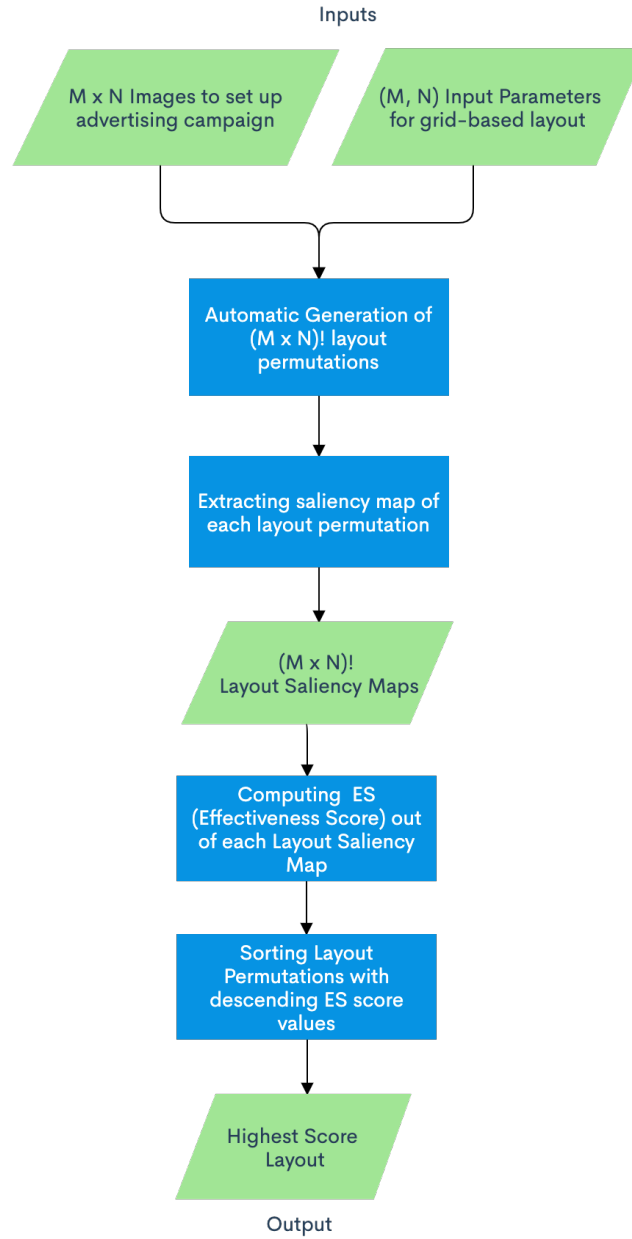 Inputs
M x N Images to set up
advertising campaign
(M, N) Input Parameters
for grid-based layout
Automatic Generation of
(M x N)! layout
permutations
Extracting saliency map of
each layout permutation
(M x N)!
Layout Saliency Maps
Computing ES
(Effectiveness Score) out
of each Layout Saliency
Map
Sorting Layout
Permutations with
descending ES score
values
Highest Score
Layout
Output